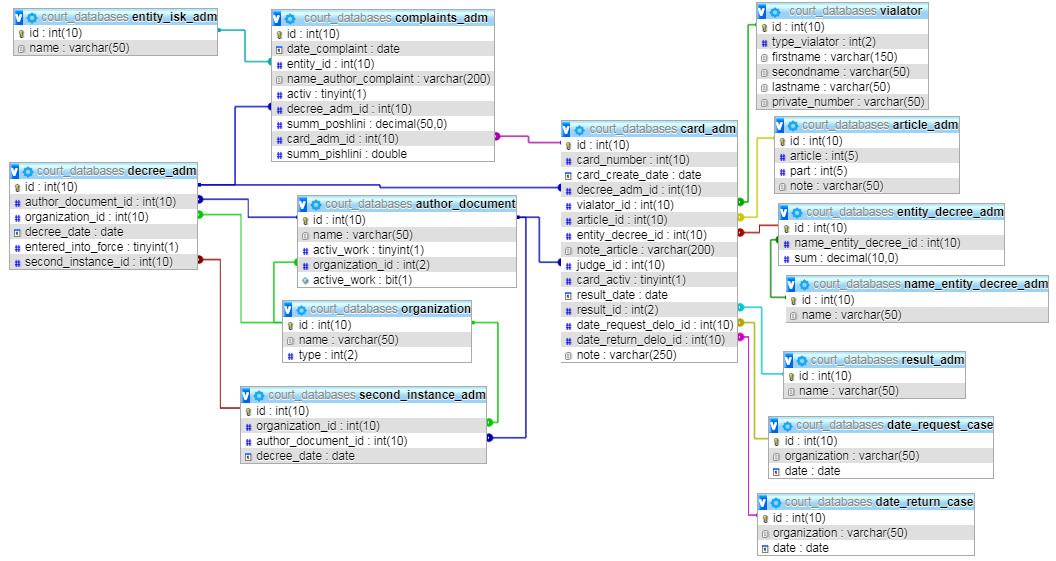 court_databases entity_isk_adm
id : int(10)
name : varchar(50)
court_databases complaints_adm
id : int(10)
date_complaint : date
entity_id : int(10)
name_author_complaint : varchar(200)
activ : tinyint(1)
decree_adm_id : int(10)
summ_poshlini : decimal(50,0)
card_adm_id : int(10)
summ_pishlini : double
court_databases vialator
id : int(10)
type_vialator : int(2)
firstname : varchar(150)
secondname : varchar(50)
lastname : varchar(50)
private_number : varchar(50)
court_databases card_adm
id : int(10)
card_number : int(10)
card_create_date : date
decree_adm_id : int(10)
vialator_id : int(10)
article_id : int(10)
entity_decree_id : int(10)
note_article : varchar(200)
judge_id : int(10)
card_activ : tinyint(1)
result_date : date
result_id : int(2)
date_request_delo_id : int(10)
date_return_delo_id : int(10)
note : varchar(250)
court_databases article_adm
id : int(10)
article : int(5)
part : int(5)
note : varchar(50)
court_databases decree_adm
id : int(10)
author_document_id : int(10)
organization_id : int(10)
decree_date : date
entered_into_force : tinyint(1)
second_instance_id : int(10)
court_databases author_document
id : int(10)
name : varchar(50)
activ_work : tinyint(1)
organization_id : int(2)
active_work : bit(1)
court_databases entity_decree_adm
id : int(10)
name_entity_decree_id : int(10)
sum : decimal(10,0)
court_databases name_entity_decree_adm
id : int(10)
name : varchar(50)
court_databases organization
id : int(10)
name : varchar(50)
type : int(2)
court_databases result_adm
id : int(10)
name : varchar(50)
court_databases second_instance_adm
id : int(10)
organization_id : int(10)
author_document_id : int(10)
decree_date : date
court_databases date_request_case
id : int(10)
organization : varchar(50)
date : date
court_databases date_return_case
id : int(10)
organization : varchar(50)
date : date